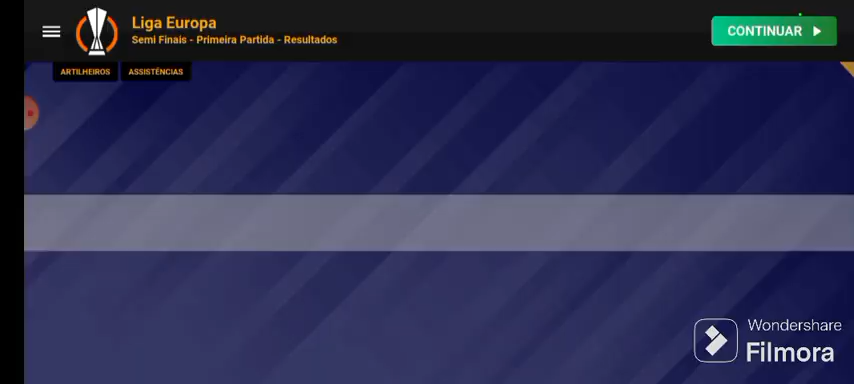 Liga Europa
Semi Finais - Primeira Partida - Resultados
CONTINUAR
ARTILHEIROS
ASSISTÊNCIAS
Wondershare
Filmora